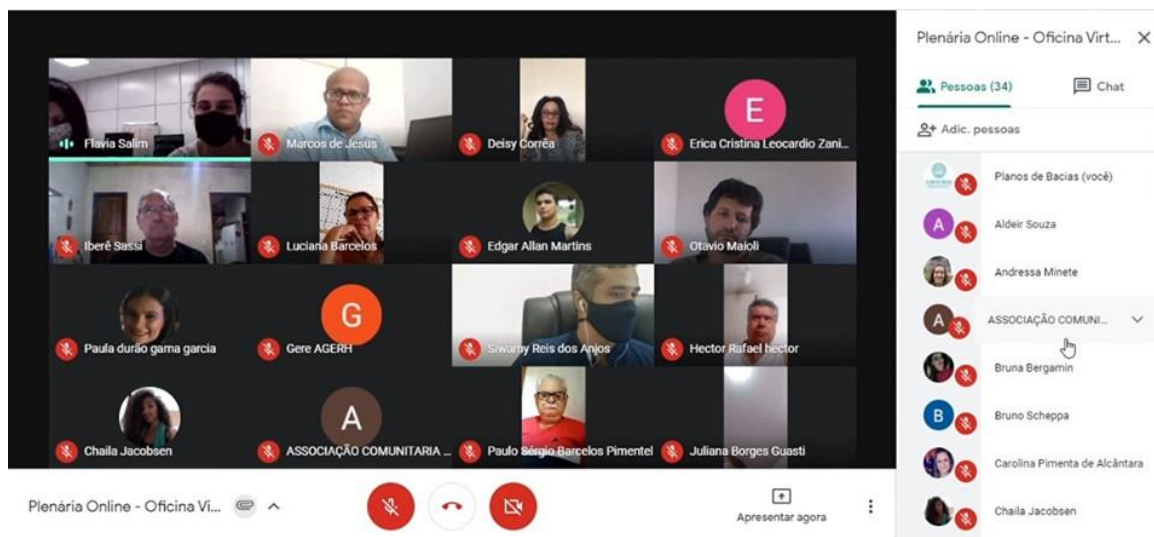 Plenária Online - Oficina Virt...
Pessoas (34)
Chat
Adic. pessoas
Planos de Bacias (você)
A
Aldeir Souza
Andressa Minete
A
ASSOCIAÇÃO COMUNI...
Bruna Bergamin
B
Bruno Scheppa
Carolina Pimenta de Alcântara
Chaila Jacobsen
Flavia Salim
Marcos de Jesus
Deisy Corrêa
E
Erica Cristina Leocardio Zani...
Iberê Sassi
Luciana Barcelos
Edgar Allan Martins
Otavio Maioli
Paula durão gama garcia
G
Gere AGERH
Siwamy Reis dos Anjos
Hector Rafael hector
Chaila Jacobsen
A
ASSOCIAÇÃO COMUNITARIA ...
Paulo Sérgio Barcelos Pimentel
Juliana Borges Guasti
Plenária Online - Oficina Vi...
Apresentar agora